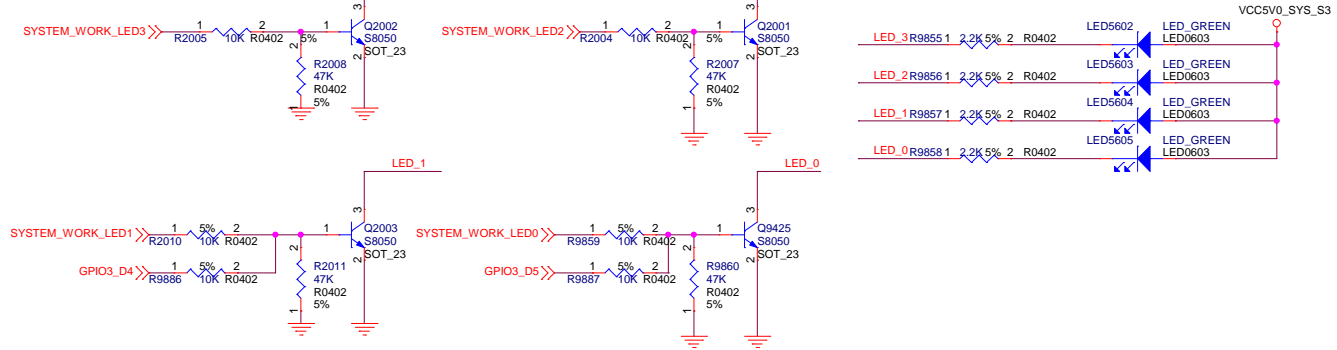 VCC5V0_SYS_S3
3
Q2002
S8050
SOT_23
SYSTEM_WORK_LED3
1
2
1
R2005
10K
R0402
5%
2
2
R2008
47K
R0402
5%
1
3
Q2001
S8050
SOT_23
SYSTEM_WORK_LED2
1
2
1
R2004
10K
R0402
5%
2
2
R2007
47K
R0402
5%
1
LED5602 LED_GREEN
LED_3 R9855 1 2.2K 5% 2 R0402 LED0603
LED5603 LED_GREEN
LED_2 R9856 1 2.2K 5% 2 R0402 LED0603
LED5604 LED_GREEN
LED_1 R9857 1 2.2K 5% 2 R0402 LED0603
LED5605 LED_GREEN
LED_0 R9858 1 2.2K 5% 2 R0402 LED0603
LED_1
3
Q2003
S8050
SOT_23
SYSTEM_WORK_LED1
1 5% 2
1
R2010 10K R0402
2
GPIO3_D4
1 5% 2
R9886 10K R0402
2
R2011
47K
R0402
5%
1
LED_0
3
Q9425
S8050
SOT_23
SYSTEM_WORK_LED0
1 5% 2
1
R9859 10K R0402
2
GPIO3_D5
1 5% 2
R9887 10K R0402
2
R9860
47K
R0402
5%
1